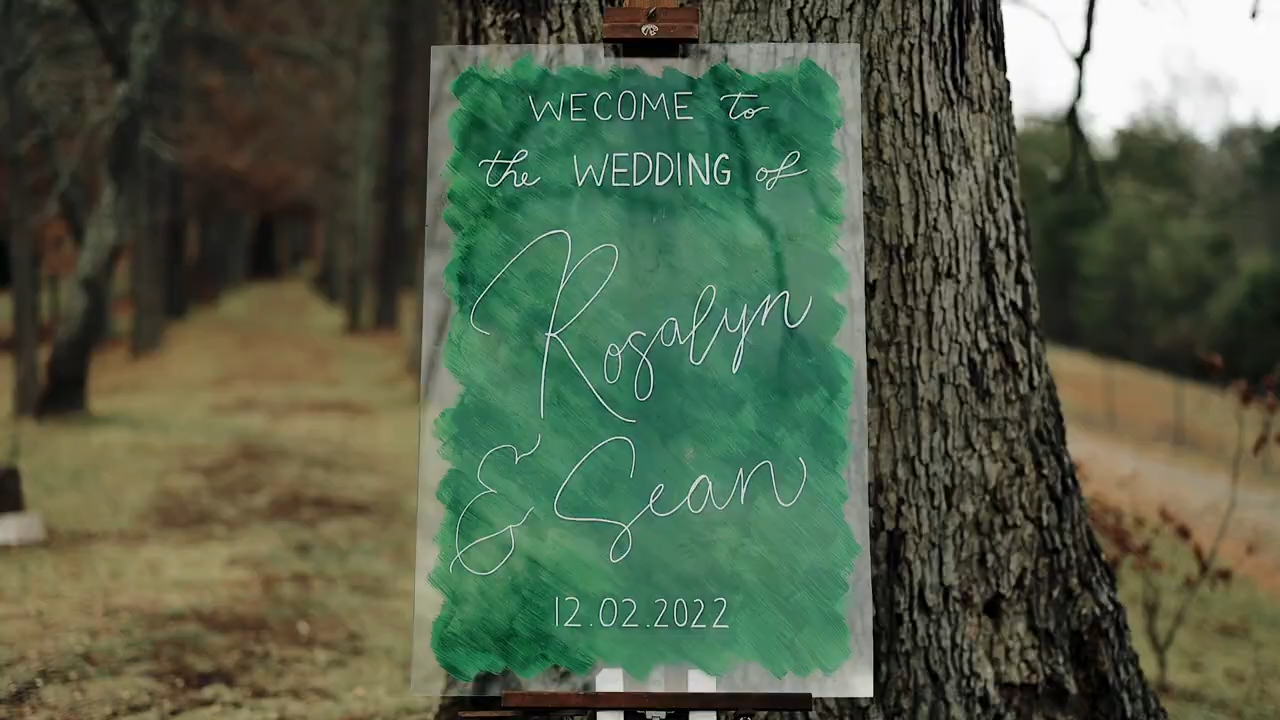 WECOME to
the WEDDING of
Rosalyn
& Sean
12.02.2022